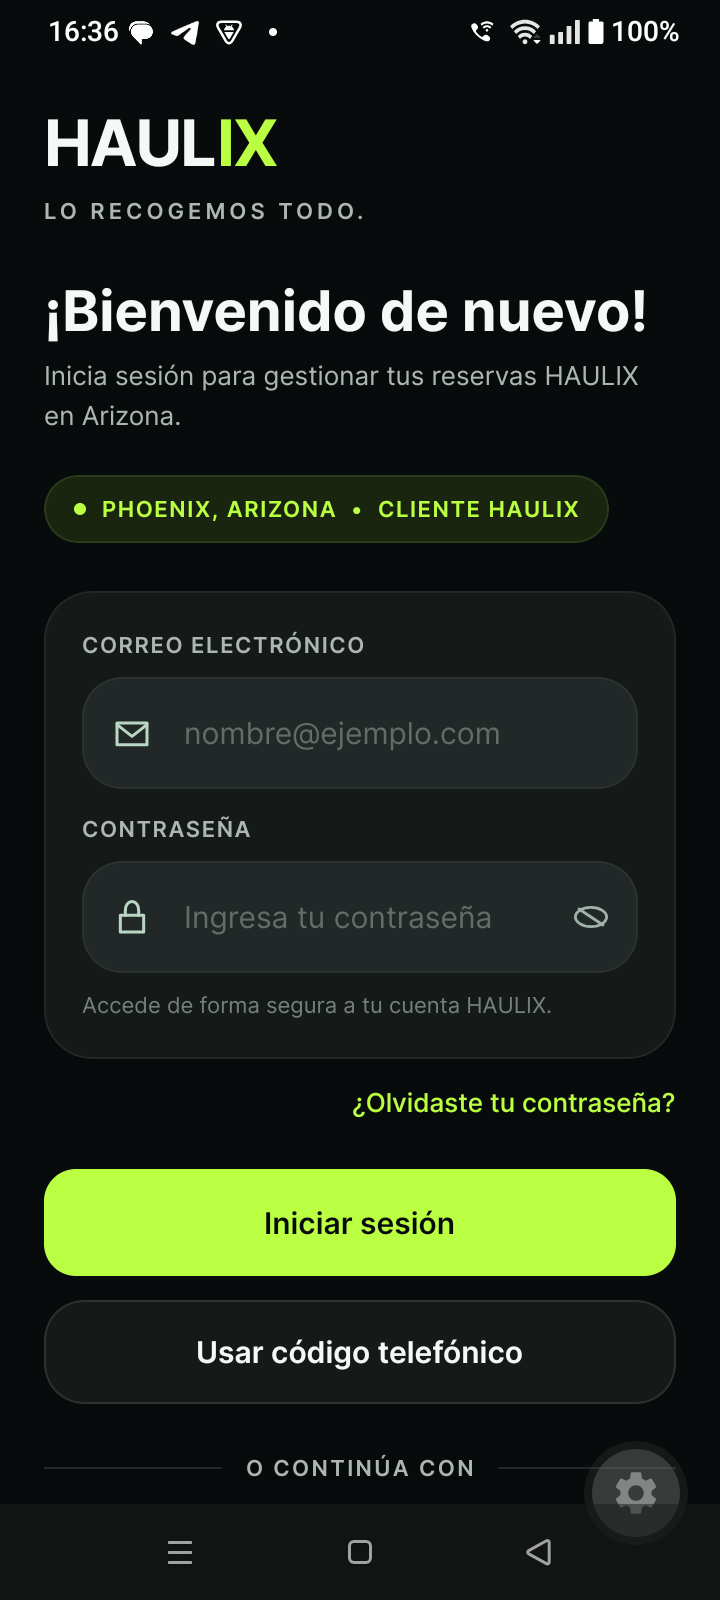 16:36
100%
HAULIX
LO RECOGEMOS TODO.
¡Bienvenido de nuevo!
Inicia sesión para gestionar tus reservas HAULIX
en Arizona.
PHOENIX, ARIZONA • CLIENTE HAULIX
CORREO ELECTRÓNICO
nombre@ejemplo.com
CONTRASEÑA
Ingresa tu contraseña
Accede de forma segura a tu cuenta HAULIX.
¿Olvidaste tu contraseña?
Iniciar sesión
Usar código telefónico
O CONTINÚA CON